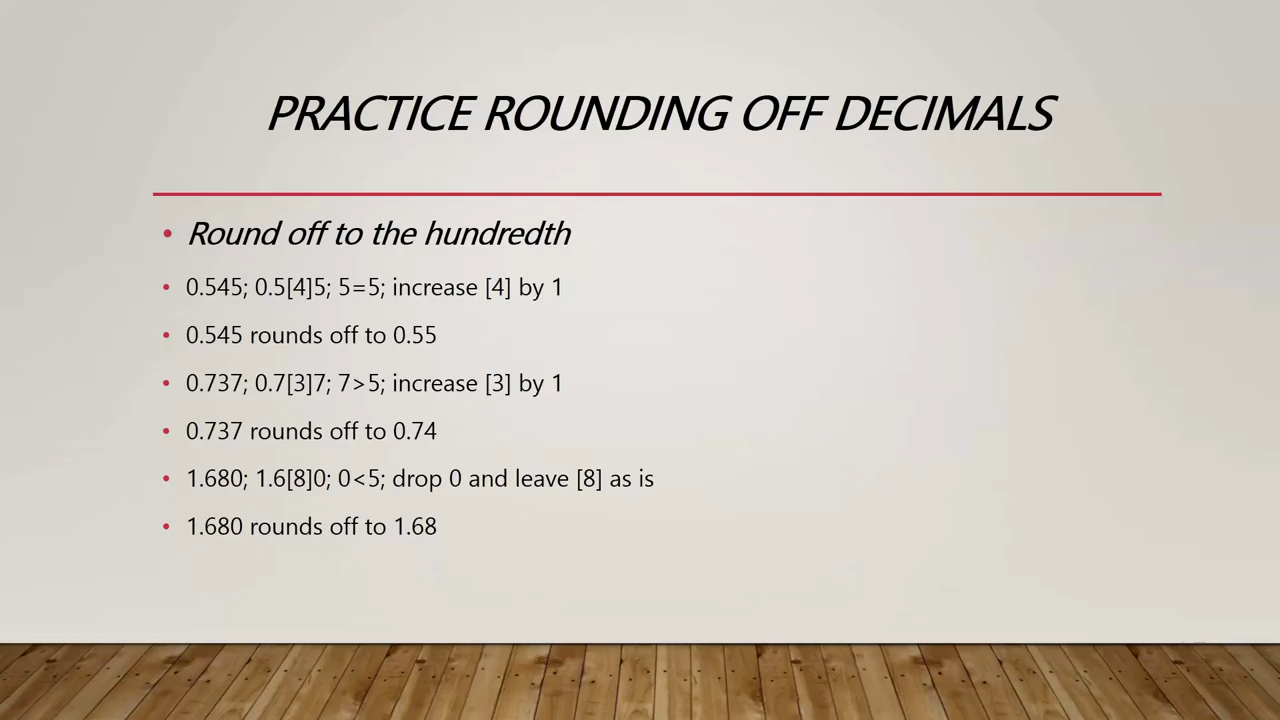 PRACTICE ROUNDING OFF DECIMALS
• Round off to the hundredth
• 0.545; 0.5[4]5; 5=5; increase [4] by 1
• 0.545 rounds off to 0.55
• 0.737; 0.7[3]7; 7>5; increase [3] by 1
• 0.737 rounds off to 0.74
• 1.680; 1.6[8]0; 0<5; drop 0 and leave [8] as is
• 1.680 rounds off to 1.68